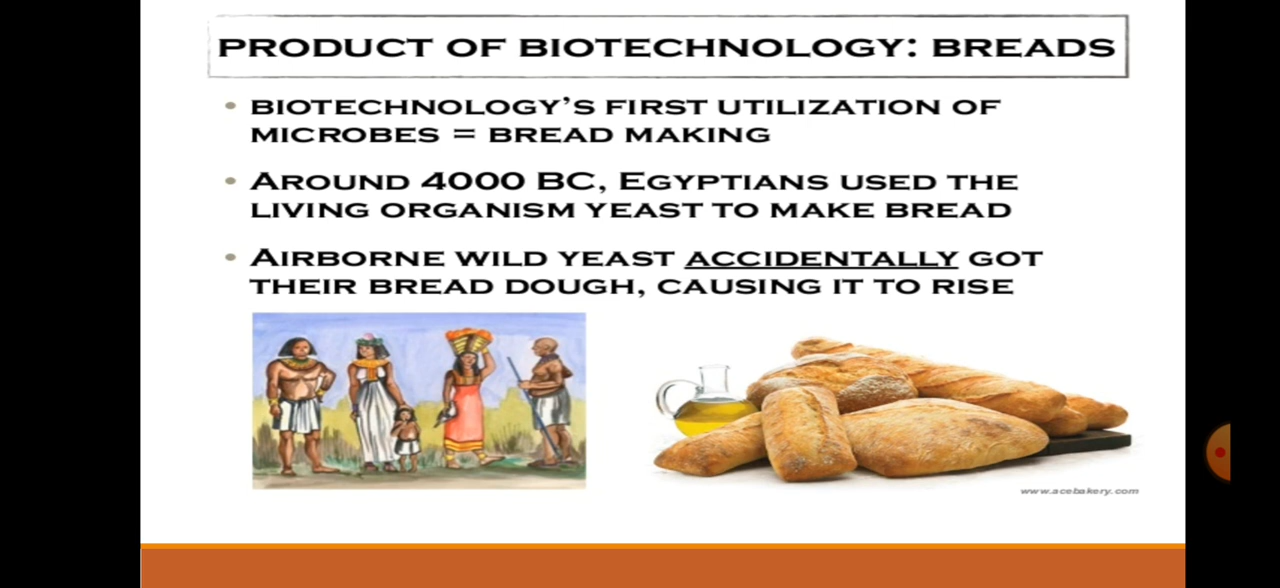 PRODUCT OF BIOTECHNOLOGY: BREADS
• BIOTECHNOLOGY'S FIRST UTILIZATION OF
MICROBES = BREAD MAKING
• AROUND 4000 BC, EGYPTIANS USED THE
LIVING ORGANISM YEAST TO MAKE BREAD
• AIRBORNE WILD YEAST ACCIDENTALLY GOT
THEIR BREAD DOUGH, CAUSING IT TO RISE
www.acebakery.com